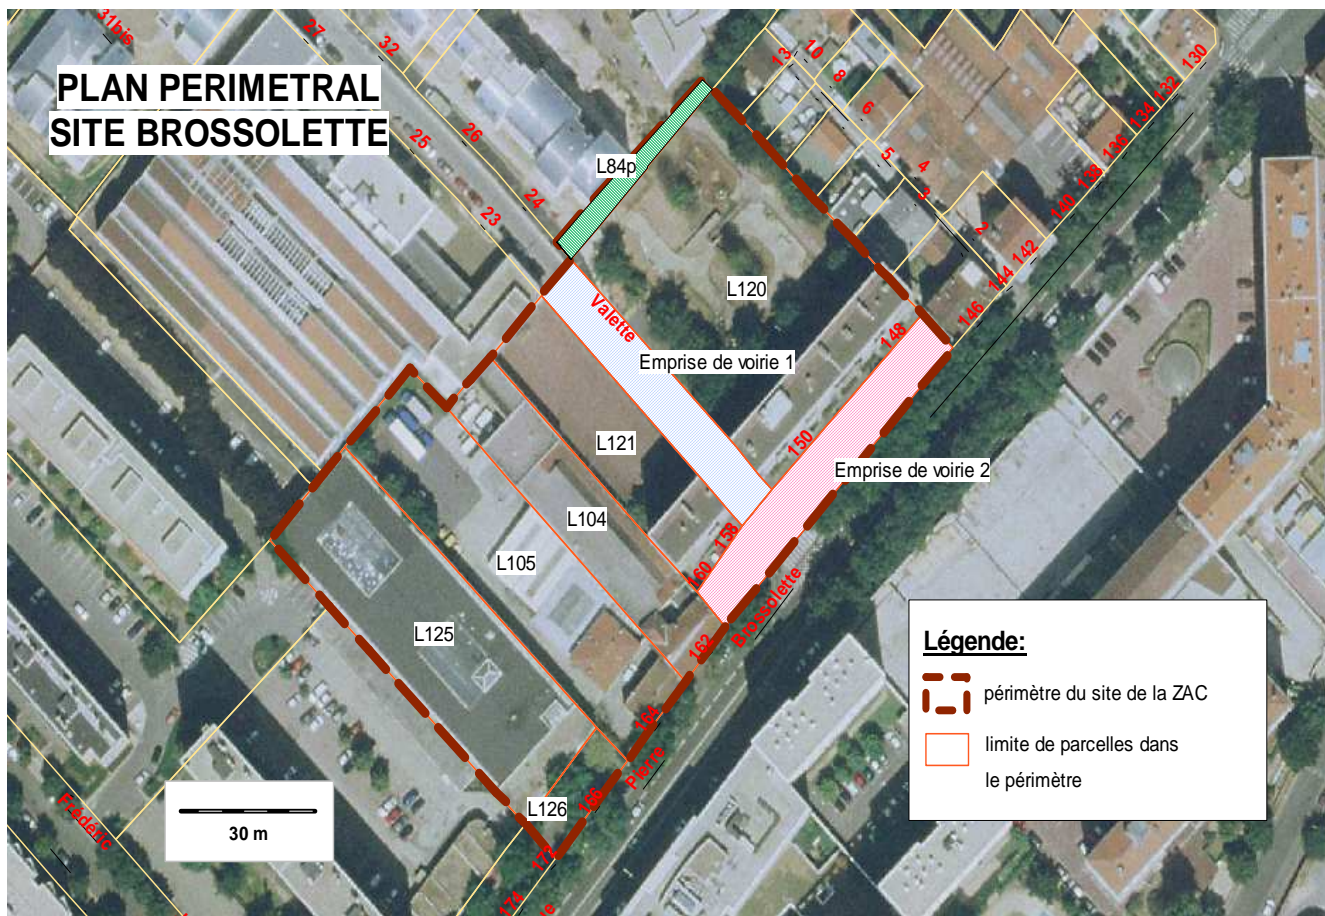 PLAN PERIMETRAL
SITE BROSSOLETTE
31bis
27
32
25
26
23
24
13
10
8
6
5
4
3
2
130
132
134
136
138
140
142
144
146
L84p
L120
Valette
148
Emprise de voirie 1
150
Emprise de voirie 2
L121
L104
158
L105
160
L125
162
Brossolette
164
Pierre
166
L126
174
Frédéric
30 m
Légende:
périmètre du site de la ZAC
limite de parcelles dans
le périmètre